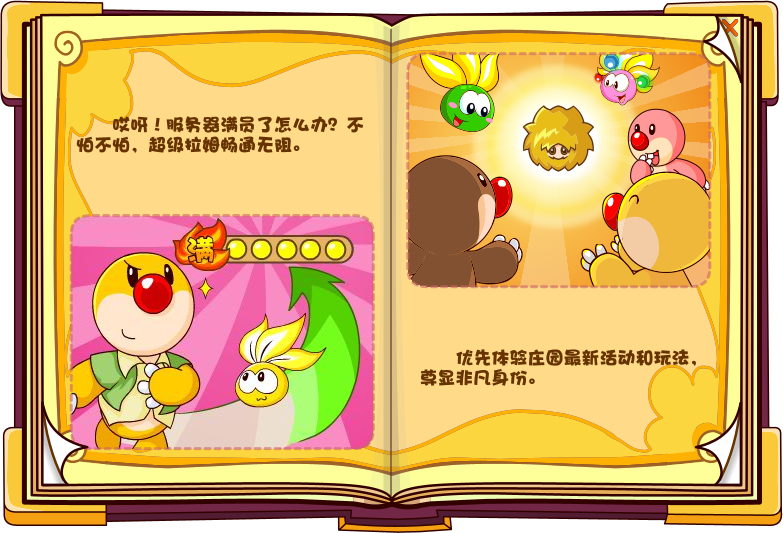 哎呀！服务器满员了怎么办？不
怕不怕，超级拉姆畅通无阻。
满
优先体验庄园最新活动和玩法，
尊显非凡身份。